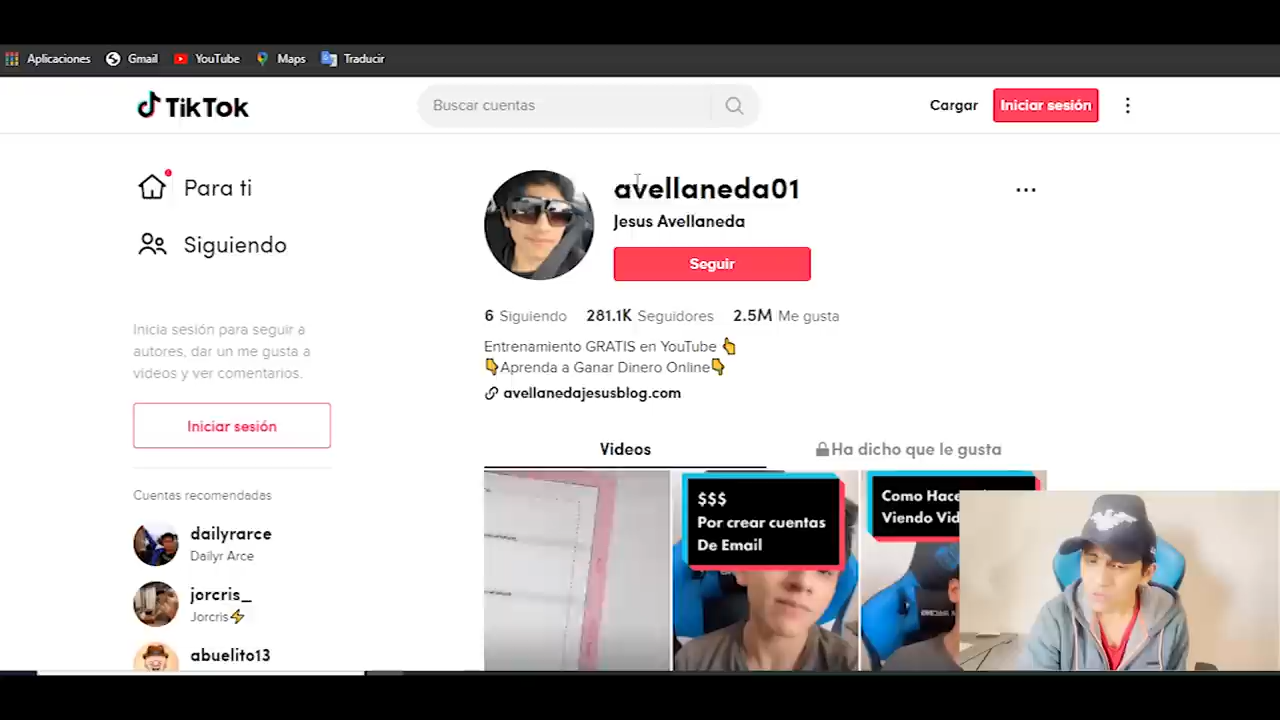 Aplicaciones Gmail YouTube Maps Traducir
TikTok Buscar cuentas Cargar Iniciar sesión
Para ti
Siguiendo
Inicia sesión para seguir a
autores, dar un me gusta a
vídeos y ver comentarios.
Iniciar sesión
Cuentas recomendadas
dailyrarce
Dailyr Arce
jorcris_
Jorcris⚡
abuelito13
avellaneda01
Jesus Avellaneda
Seguir
6 Siguiendo 281.1K Seguidores 2.5M Me gusta
Entrenamiento GRATIS en YouTube 👆
👇Aprenda a Ganar Dinero Online👇
avellanedajesusblog.com
Videos Ha dicho que le gusta
$$$
Por crear cuentas
De Email
Como Hace
Viendo Vid